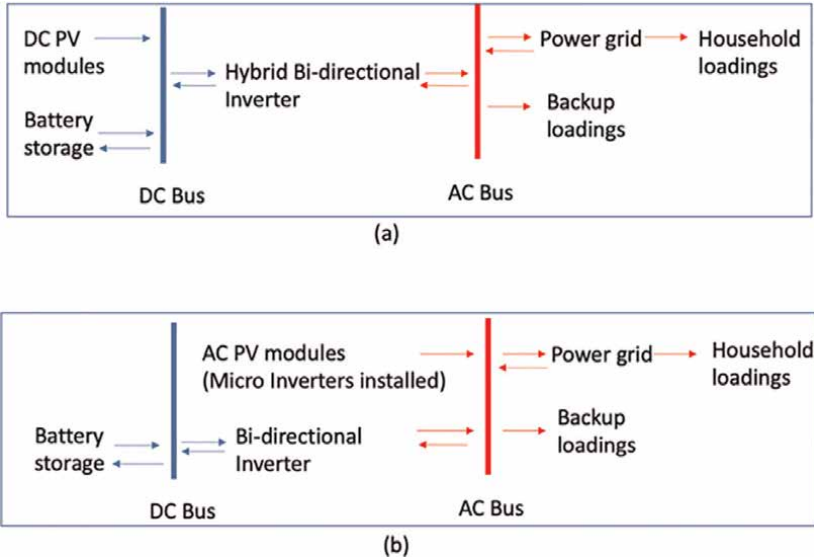 DC PV
modules
Battery
storage
DC Bus
Hybrid Bi-directional
Inverter
AC Bus
Power grid
Household
loadings
Backup
loadings
(a)
AC PV modules
(Micro Inverters installed)
Battery
storage
Bi-directional
Inverter
DC Bus
Power grid
Household
loadings
Backup
loadings
AC Bus
(b)